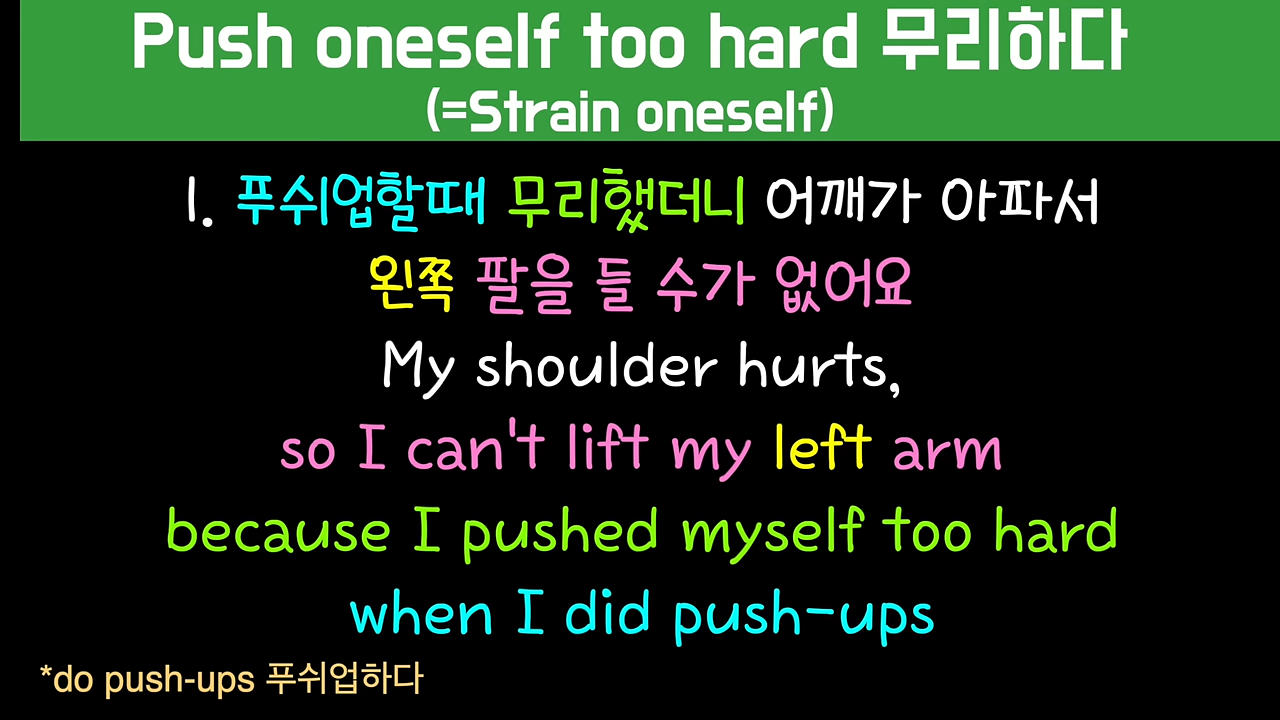 Push oneself too hard 무리하다
(=Strain oneself)
1. 푸쉬업할때 무리했더니 어깨가 아파서
왼쪽 팔을 들 수가 없어요
My shoulder hurts,
so I can't lift my left arm
because I pushed myself too hard
when I did push-ups
*do push-ups 푸쉬업하다